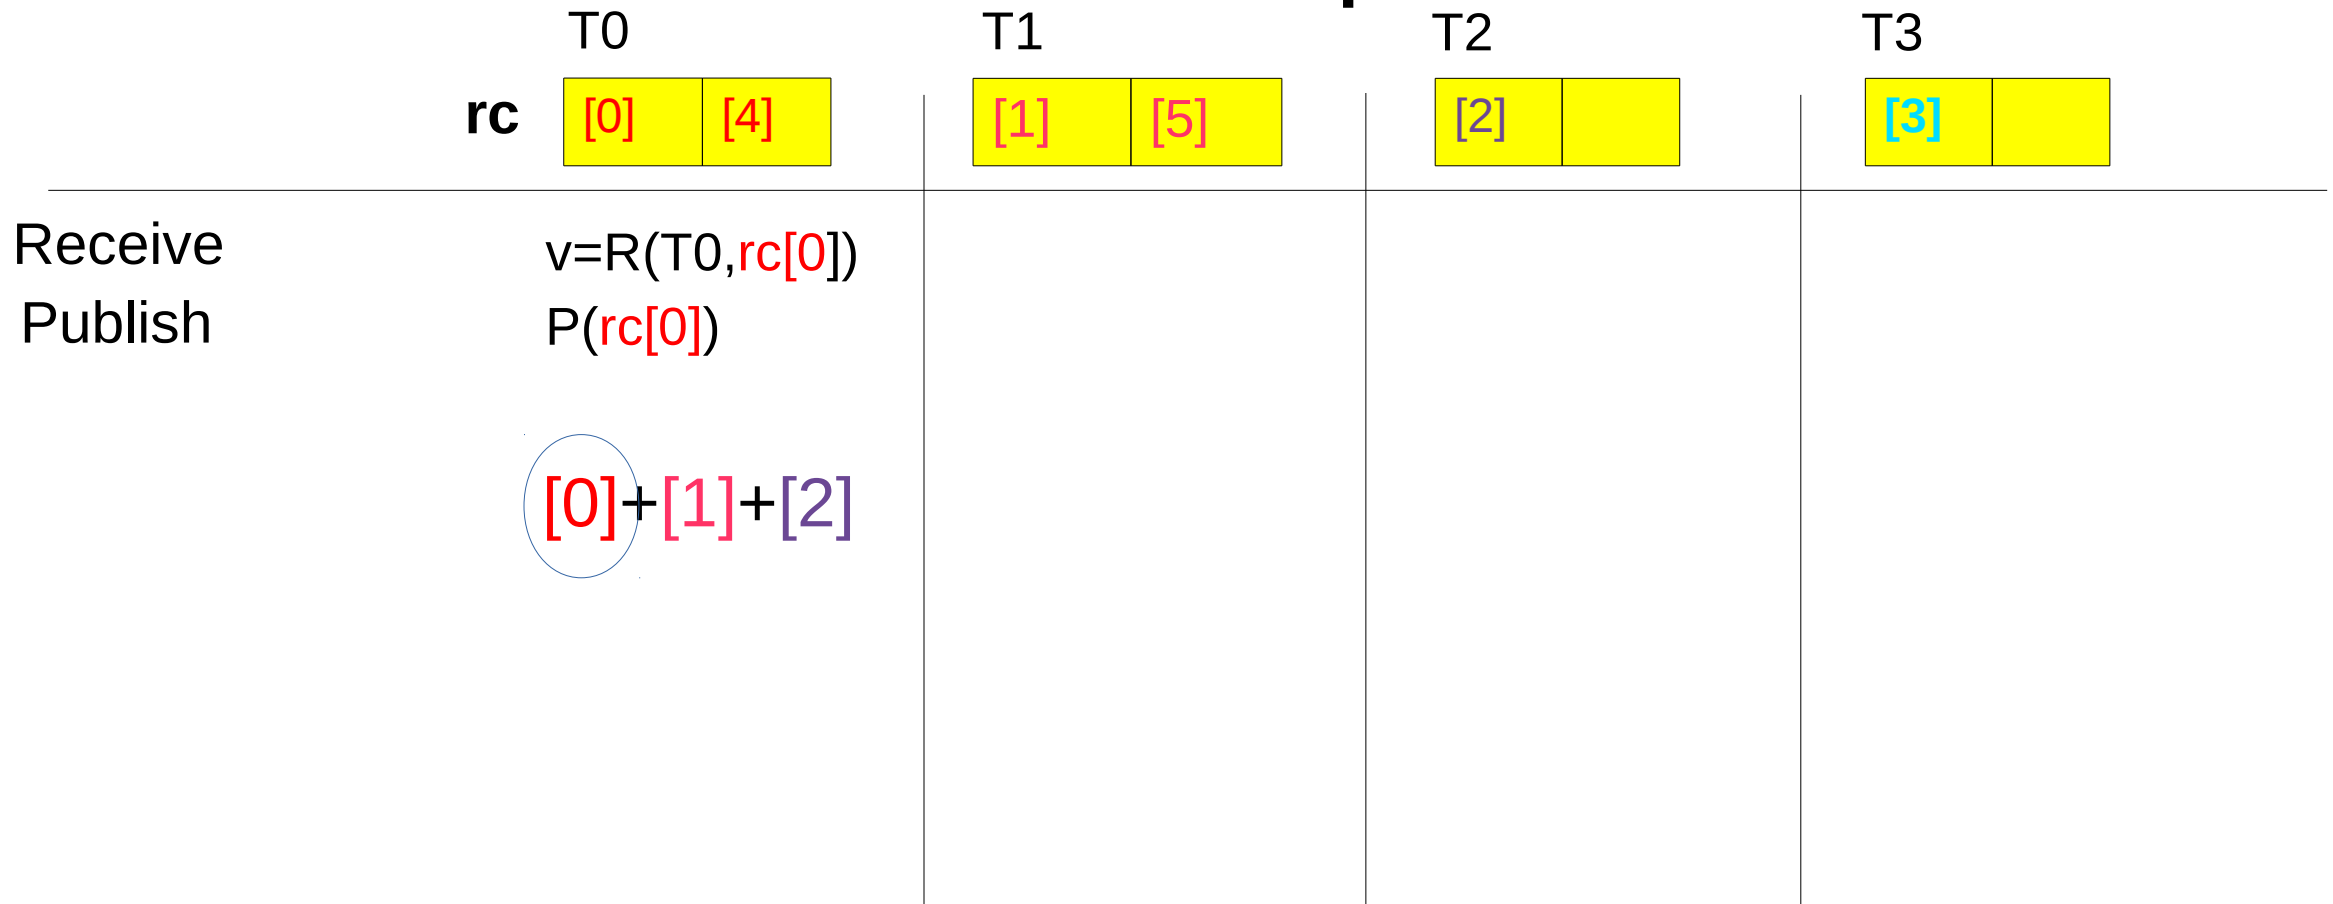 T0 T1 T2 T3
rc [0] [4] [1] [5] [2] [3]
Receive v=R(T0,rc[0])
Publish P(rc[0])
[0]+[1]+[2]